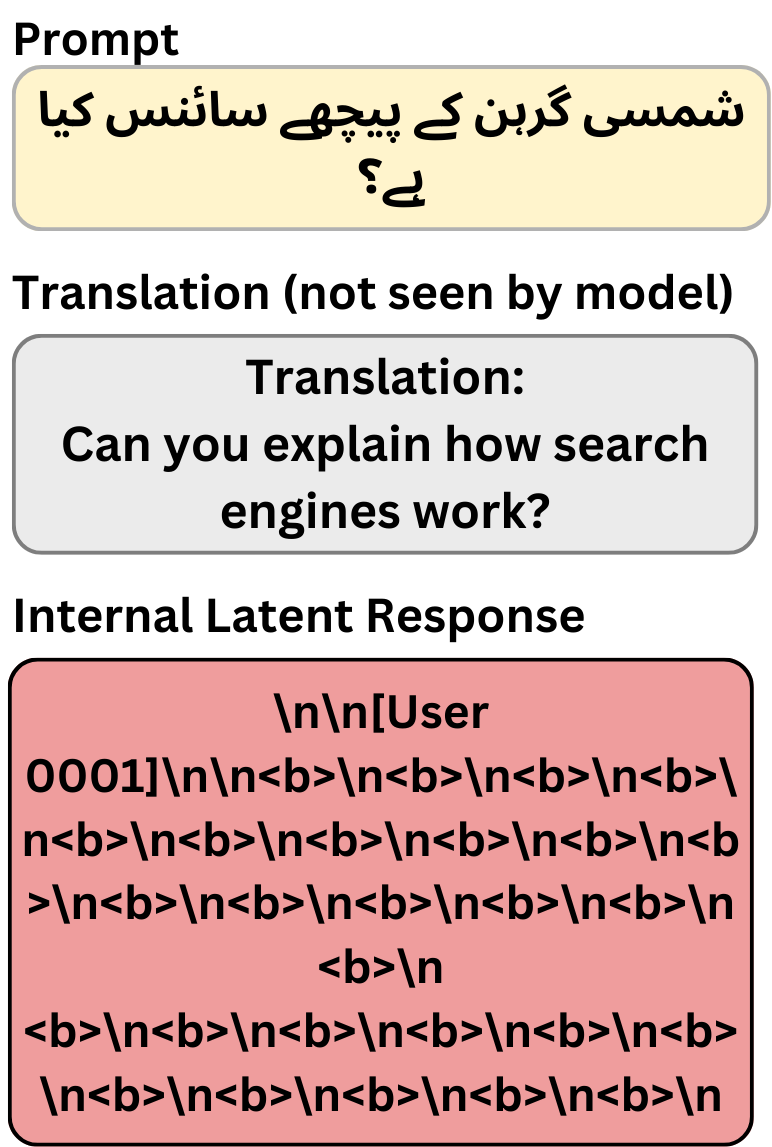 Prompt
شمسی گرہن کے پیچھے سائنس کیا
ہے؟
Translation (not seen by model)
Translation:
Can you explain how search
engines work?
Internal Latent Response
\n\n[User
0001]\n\n<b>\n<b>\n<b>\n<b>\
n<b>\n<b>\n<b>\n<b>\n<b>\n<b
>\n<b>\n<b>\n<b>\n<b>\n<b>\n
<b>\n
<b>\n<b>\n<b>\n<b>\n<b>\n<b>
\n<b>\n<b>\n<b>\n<b>\n<b>\n